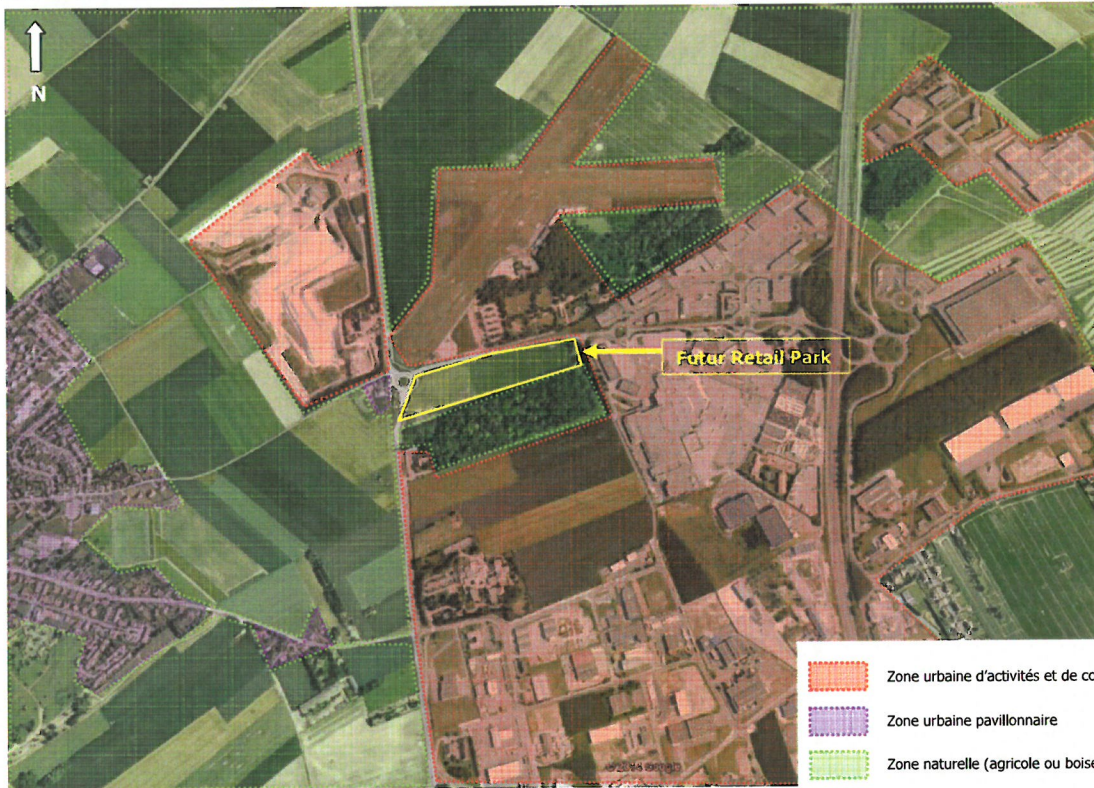 N
Futur Retail Park
Zone urbaine d'activités et de co
Zone urbaine pavillonnaire
Zone naturelle (agricole ou boise